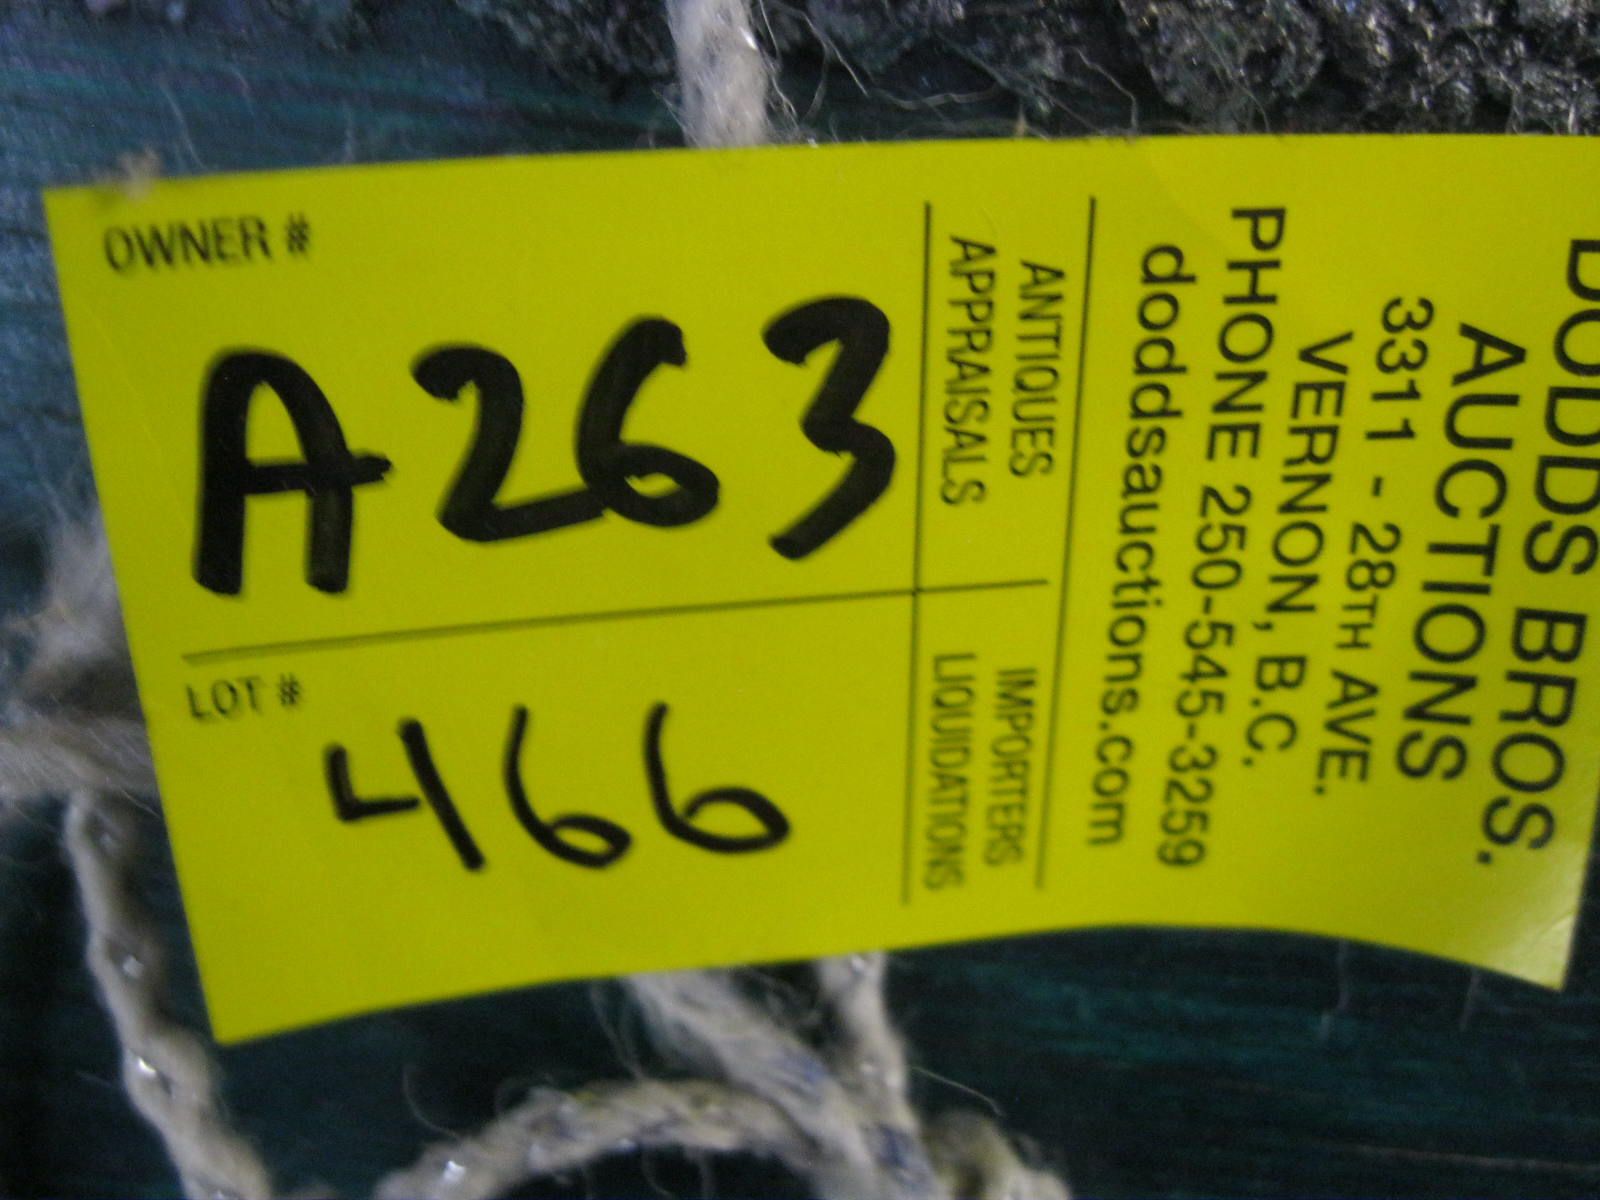 DODDS BROS.
AUCTIONS
3311 - 28TH AVE.
VERNON, B.C.
PHONE 250-545-3259
doddsauctions.com
ANTIQUES
APPRAISALS
IMPORTERS
LIQUIDATIONS
OWNER #
A263
LOT #
466